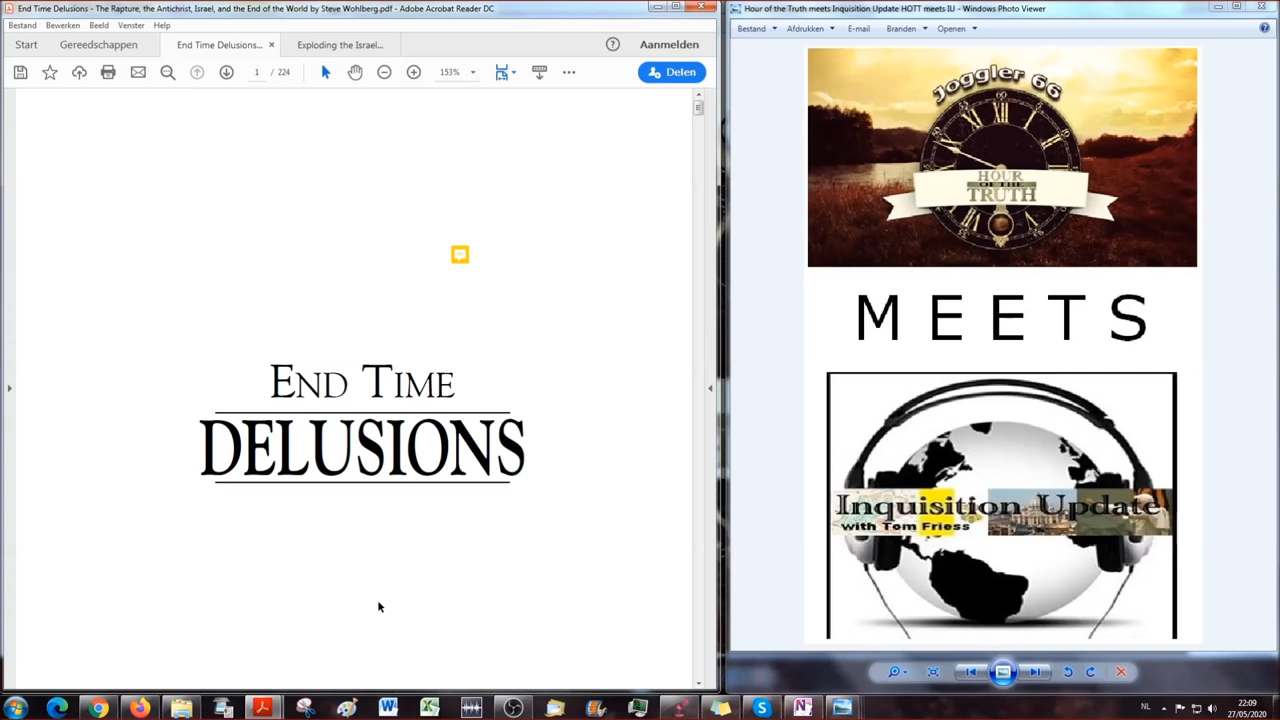 End Time Delusions - The Rapture, the Antichrist, Israel, and the End of the World by Steve Wohlberg.pdf - Adobe Acrobat Reader DC
Bestand Bewerken Beeld Venster Help
Start Gereedschappen End Time Delusions... × Exploding the Israel... Aanmelden
1 / 224 153% Delen
END TIME
DELUSIONS
Hour of the Truth meets Inquisition Update HOTT meets IU - Windows Photo Viewer
Bestand Afdrukken E-mail Branden Openen
Joggler 66
HOUR
OF THE
TRUTH
MEETS
Inquisition Update
with Tom Friess
NL 22:09
27/05/2020